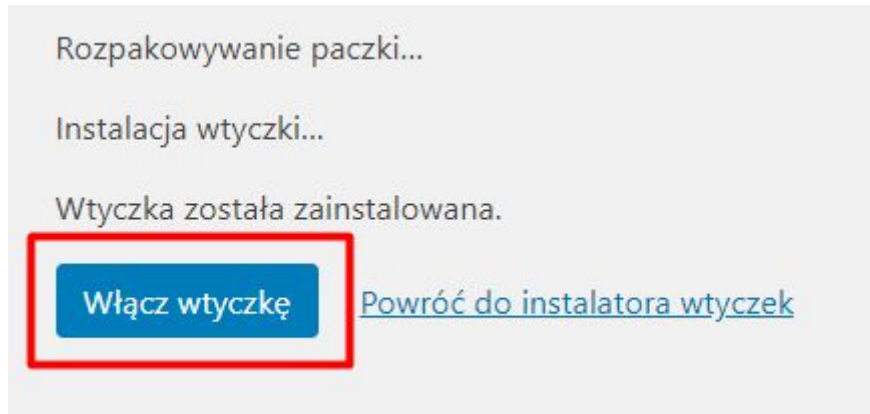 Rozpakowywanie paczki...
Instalacja wtyczki...
Wtyczka została zainstalowana.
Włącz wtyczkę Powróć do instalatora wtyczek